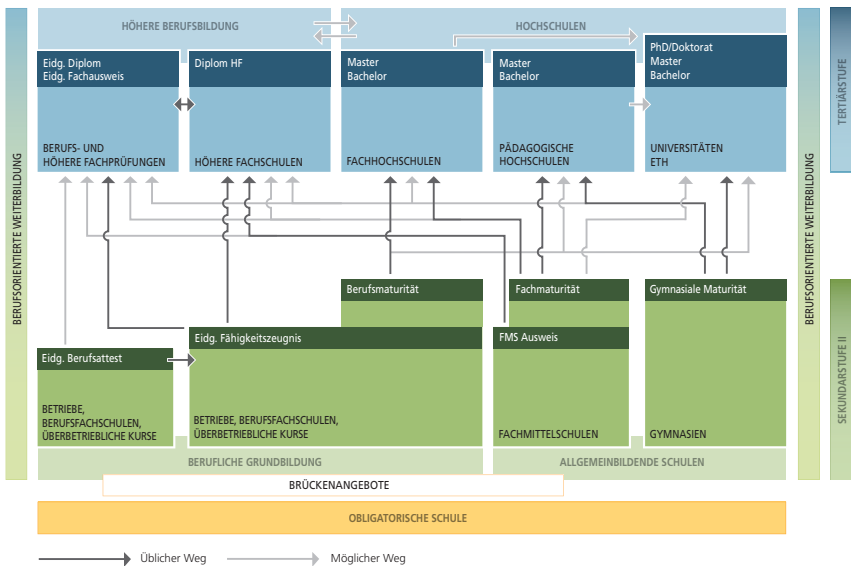 HÖHERE BERUFSBILDUNG
HOCHSCHULEN
Eidg. Diplom
Eidg. Fachausweis
Diplom HF
Master
Bachelor
Master
Bachelor
PhD/Doktorat
Master
Bachelor
BERUFS- UND
HÖHERE FACHPRÜFUNGEN
HÖHERE FACHSCHULEN
FACHHOCHSCHULEN
PÄDAGOGISCHE
HOCHSCHULEN
UNIVERSITÄTEN
ETH
BERUFSORIENTIERTE WEITERBILDUNG
BERUFSORIENTIERTE WEITERBILDUNG
TERTIÄRSTUFE
SEKUNDARSTUFE II
Berufsmaturität
Fachmaturität
Gymnasiale Maturität
Eidg. Fähigkeitszeugnis
FMS Ausweis
Eidg. Berufsattest
BETRIEBE,
BERUFSFACHSCHULEN,
ÜBERBETRIEBLICHE KURSE
BETRIEBE, BERUFSFACHSCHULEN,
ÜBERBETRIEBLICHE KURSE
FACHMITTELSCHULEN
GYMNASIEN
BERUFLICHE GRUNDBILDUNG
ALLGEMEINBILDENDE SCHULEN
BRÜCKENANGEBOTE
OBLIGATORISCHE SCHULE
Üblicher Weg
Möglicher Weg